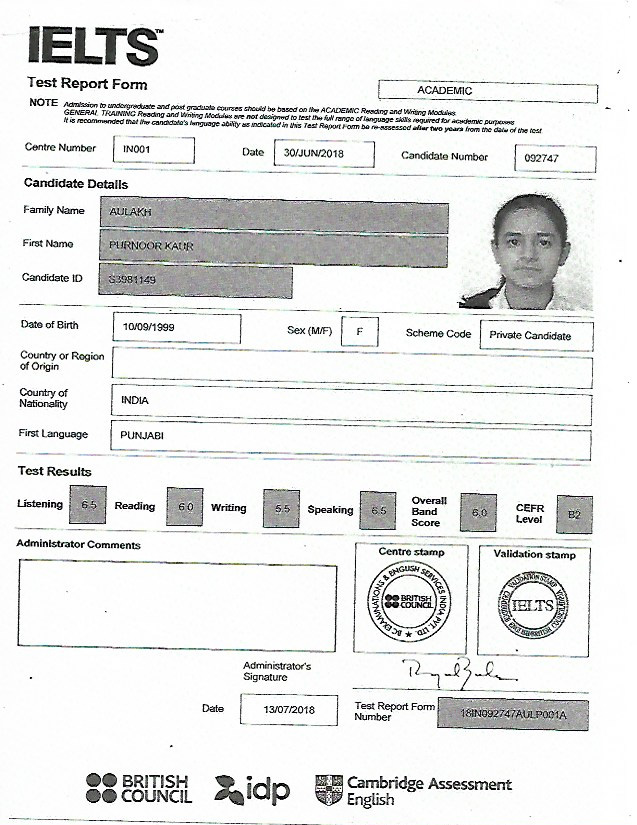 IELTS™
Test Report Form
ACADEMIC
NOTE Admission to undergraduate and post graduate courses should be based on the ACADEMIC Reading and Writing Modules.
GENERAL TRAINING Reading and Writing Modules are not designed to test the full range of language skills required for academic purposes.
It is recommended that the candidate's language ability as indicated in this Test Report Form be re-assessed after two years from the date of the test
Centre Number IN001 Date 30/JUN/2018 Candidate Number 092747
Candidate Details
Family Name AULAKH
First Name PURNOOR KAUR
Candidate ID S3981149
Date of Birth 10/09/1999 Sex (M/F) F Scheme Code Private Candidate
Country or Region
of Origin
Country of
Nationality INDIA
First Language PUNJABI
Test Results
Listening 6.5 Reading 6.0 Writing 5.5 Speaking 6.5 Overall Band Score 6.0 CEFR Level B2
Administrator Comments
Centre stamp
BC EXAMINATIONS & ENGLISH SERVICES INDIA PVT. LTD.
BRITISH
COUNCIL
Validation stamp
VALIDATION STAMP
IELTS
Administrator's
Signature
Date 13/07/2018
Test Report Form
Number 18IN092747AULP001A
BRITISH
COUNCIL
idp
Cambridge Assessment
English